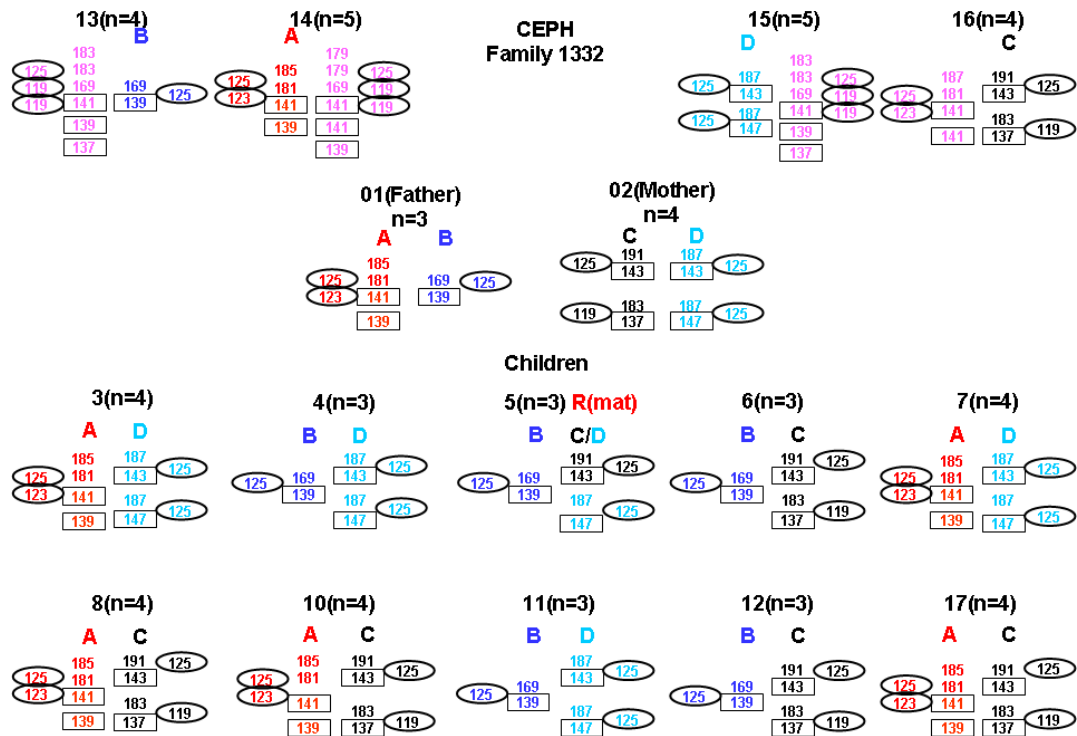 CEPH
Family 1332
13(n=4)
B
183
125 183
119 169 169
119 141 139 125
139
137
14(n=5)
A
179
125 185 179 125
123 181 169 119
141 141 119
139 141
139
15(n=5)
D
183
125 187 183 125
143 169 119
141 119
125 187 139
147 137
16(n=4)
C
125 187 191 125
123 181 143
141
141 183 119
137
01(Father)
n=3
A B
185
125 181 169 125
123 141 139
139
02(Mother)
n=4
C D
125 191 187 125
143 143
119 183 187 125
137 147
Children
3(n=4)
A D
185 187 125
125 181 143
123 141 187 125
139 147
4(n=3)
B D
187 125
125 169 143
139 187 125
147
5(n=3) R(mat)
B C/D
191 125
125 169 143
139 187 125
147
6(n=3)
B C
191 125
125 169 143
139 183 119
137
7(n=4)
A D
185 187 125
125 181 143
123 141 187 125
139 147
8(n=4)
A C
185 191 125
125 181 143
123 141 183 119
139 137
10(n=4)
A C
185 191 125
125 181 143
123 141 183 119
139 137
11(n=3)
B D
187 125
125 169 143
139 187 125
147
12(n=3)
B C
191 125
125 169 143
139 183 119
137
17(n=4)
A C
185 191 125
125 181 143
123 141 183 119
139 137